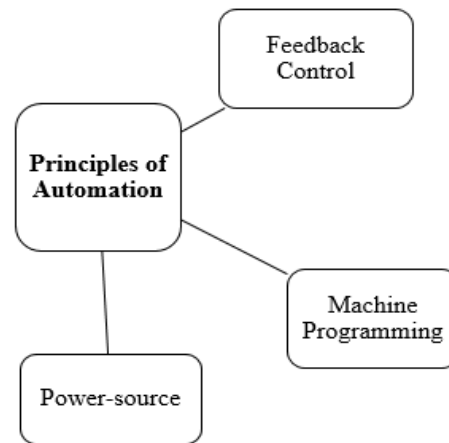 Feedback
Control
Principles of
Automation
Machine
Programming
Power-source